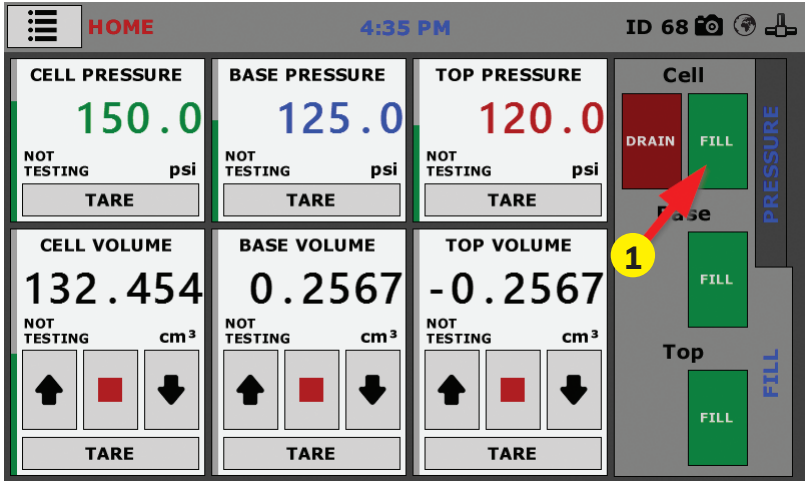 HOME 4:35 PM ID 68
CELL PRESSURE
150.0
NOT
TESTING psi
TARE
BASE PRESSURE
125.0
NOT
TESTING psi
TARE
TOP PRESSURE
120.0
NOT
TESTING psi
TARE
CELL VOLUME
132.454
NOT
TESTING cm³
TARE
BASE VOLUME
0.2567
NOT
TESTING cm³
TARE
TOP VOLUME
-0.2567
NOT
TESTING cm³
TARE
Cell
DRAIN FILL
1
Base
FILL
Top
FILL
PRESSURE
FILL